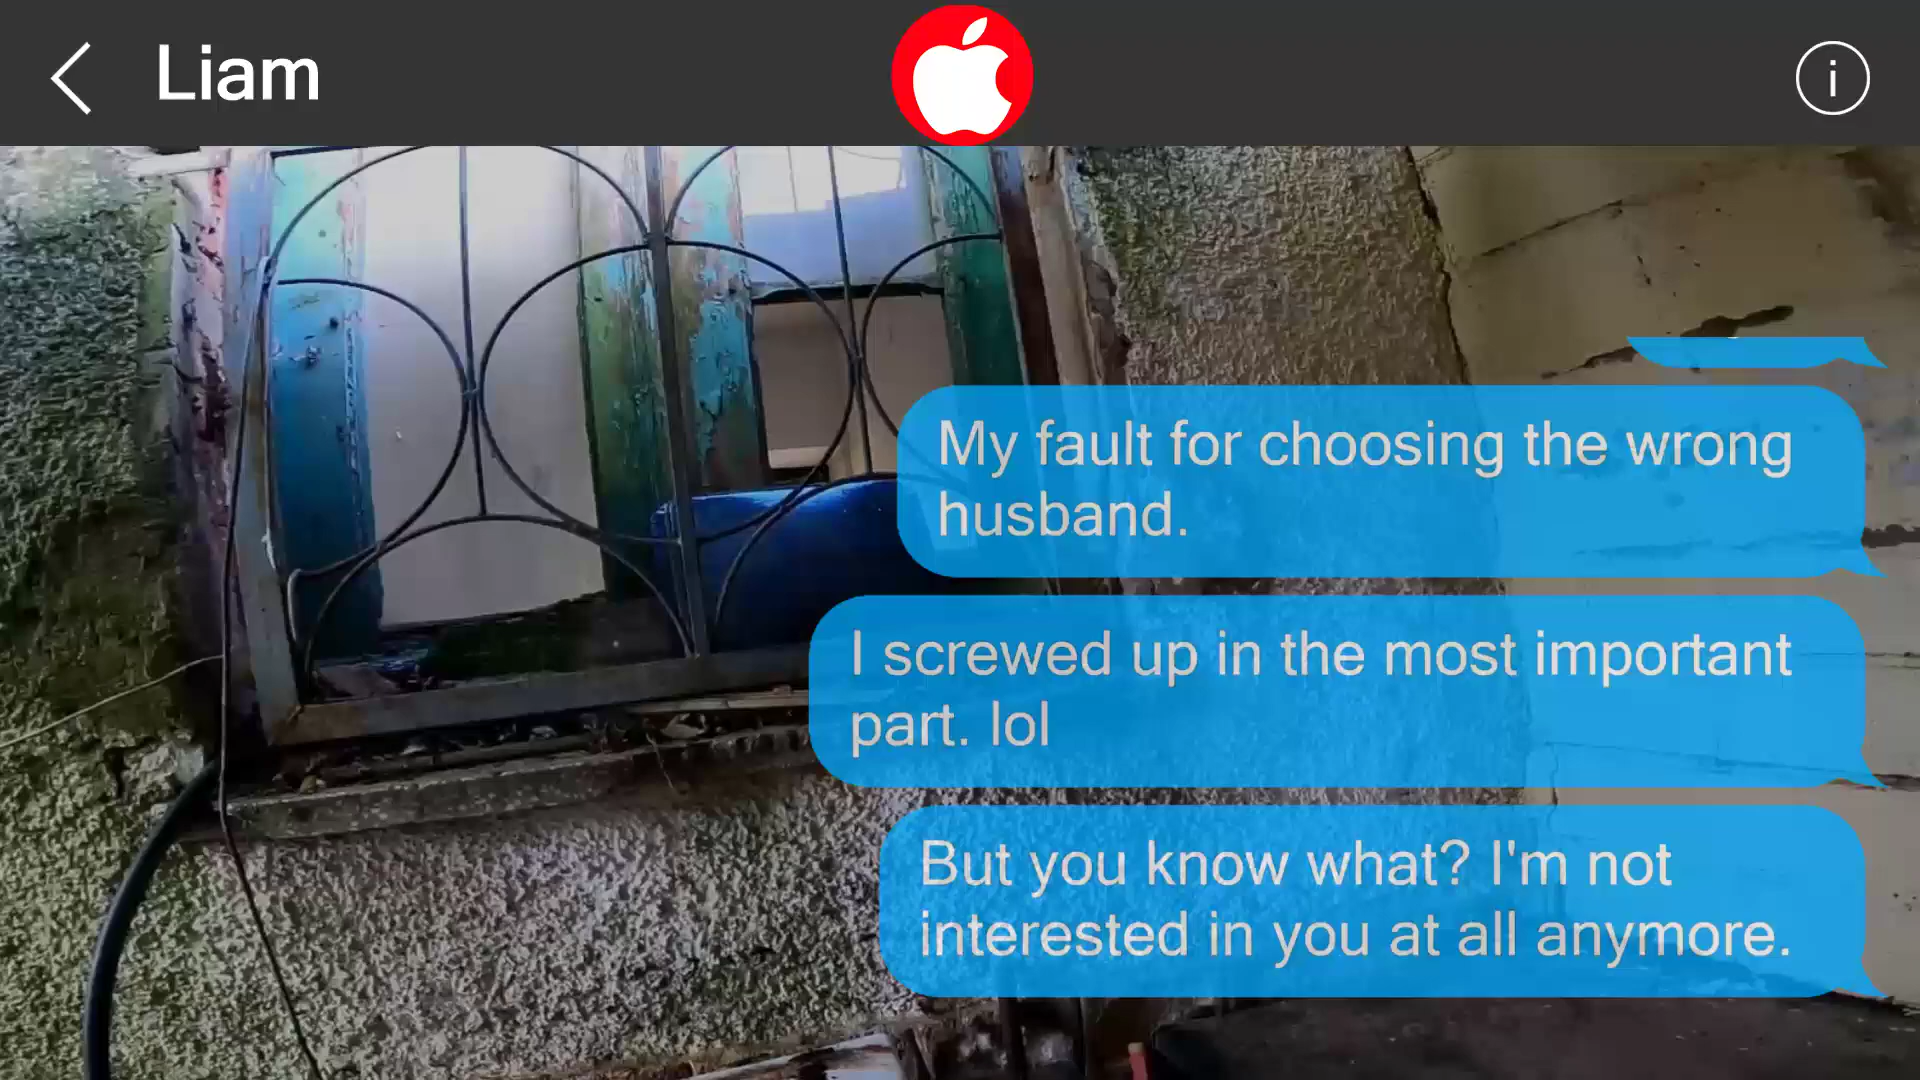 Liam
My fault for choosing the wrong
husband.
I screwed up in the most important
part. lol
But you know what? I'm not
interested in you at all anymore.